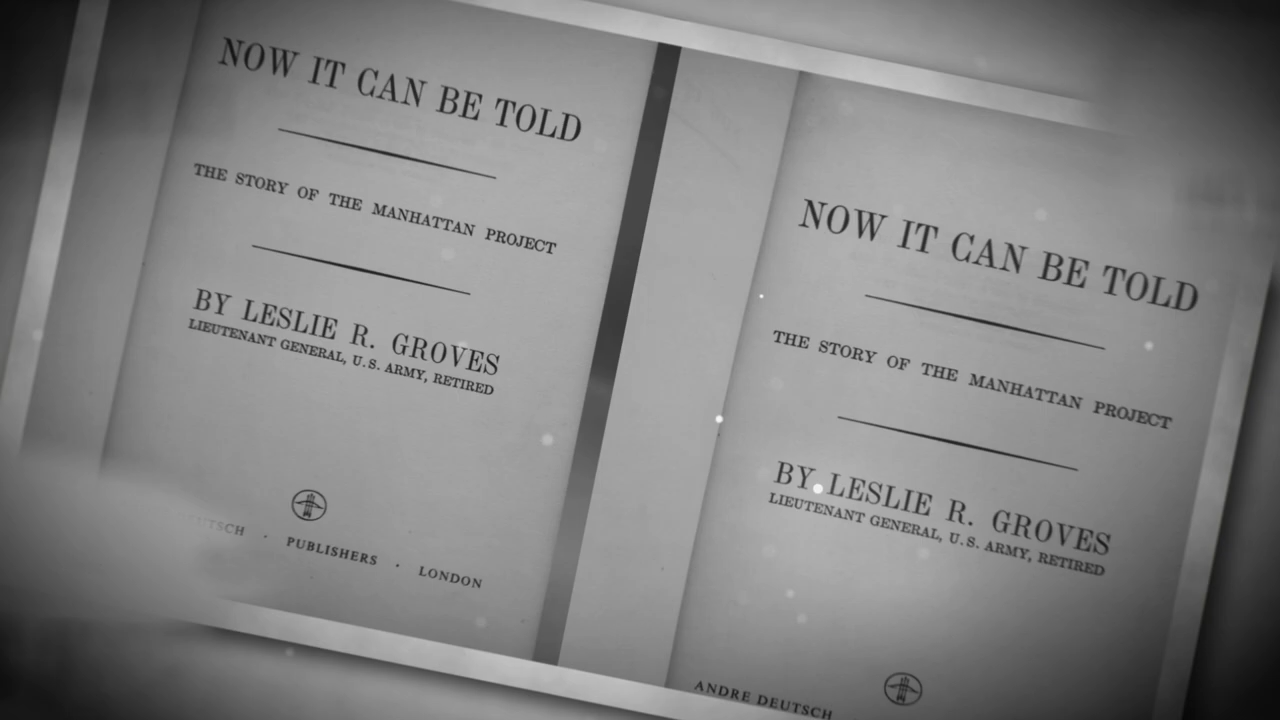 NOW IT CAN BE TOLD
THE STORY OF THE MANHATTAN PROJECT
BY LESLIE R. GROVES
LIEUTENANT GENERAL, U.S. ARMY, RETIRED
DEUTSCH · PUBLISHERS · LONDON
NOW IT CAN BE TOLD
THE STORY OF THE MANHATTAN PROJECT
BY LESLIE R. GROVES
LIEUTENANT GENERAL, U.S. ARMY, RETIRED
ANDRE DEUTSCH